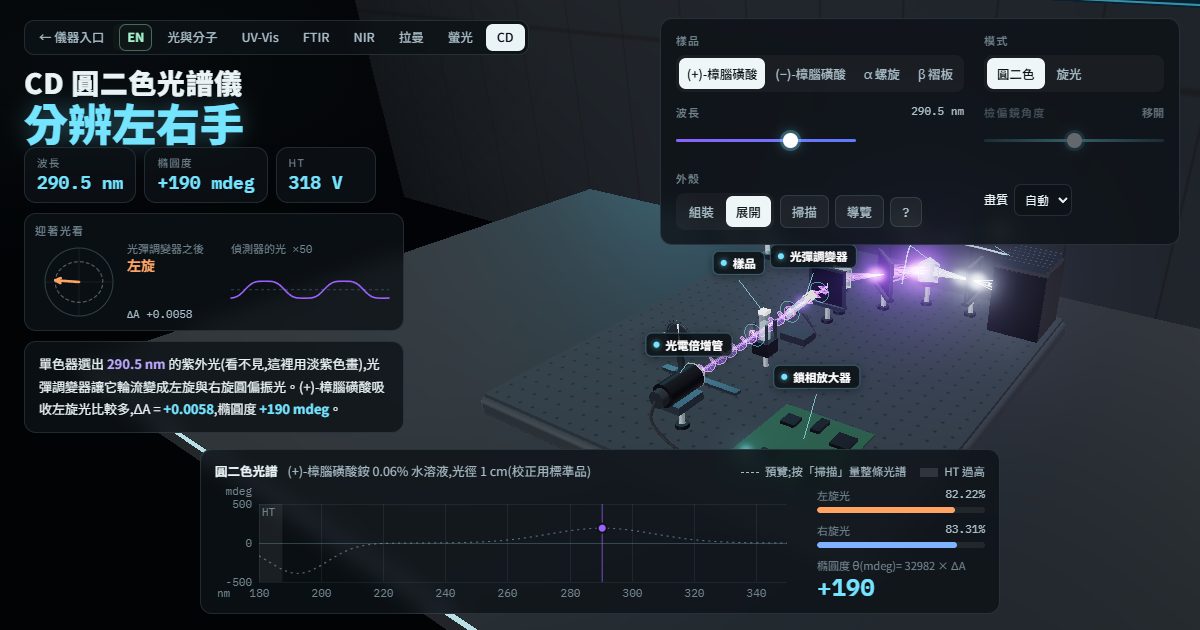 ← 儀器入口 EN 光與分子 UV-Vis FTIR NIR 拉曼 螢光 CD
CD 圓二色光譜儀
分辨左右手
波長
290.5 nm
橢圓度
+190 mdeg
HT
318 V
迎著光看
光彈調變器之後
左旋
ΔA +0.0058
偵測器的光 ×50
單色器選出 290.5 nm 的紫外光(看不見,這裡用淡紫色畫),光
彈調變器讓它輪流變成左旋與右旋圓偏振光。(+)-樟腦磺酸吸
收左旋光比較多,ΔA = +0.0058,橢圓度 +190 mdeg。
樣品
(+)-樟腦磺酸 (−)-樟腦磺酸 α 螺旋 β 褶板
模式
圓二色 旋光
波長 290.5 nm
檢偏鏡角度 移開
外殼
組裝 展開 掃描 導覽 ?
畫質 自動
樣品
光彈調變器
光電倍增管
鎖相放大器
圓二色光譜 (+)-樟腦磺酸銨 0.06% 水溶液,光徑 1 cm(校正用標準品)
預覽;按「掃描」量整條光譜 HT 過高
mdeg
500
0
-500
HT
nm 180 200 220 240 260 280 300 320 340
左旋光 82.22%
右旋光 83.31%
橢圓度 θ(mdeg)= 32982 × ΔA
+190